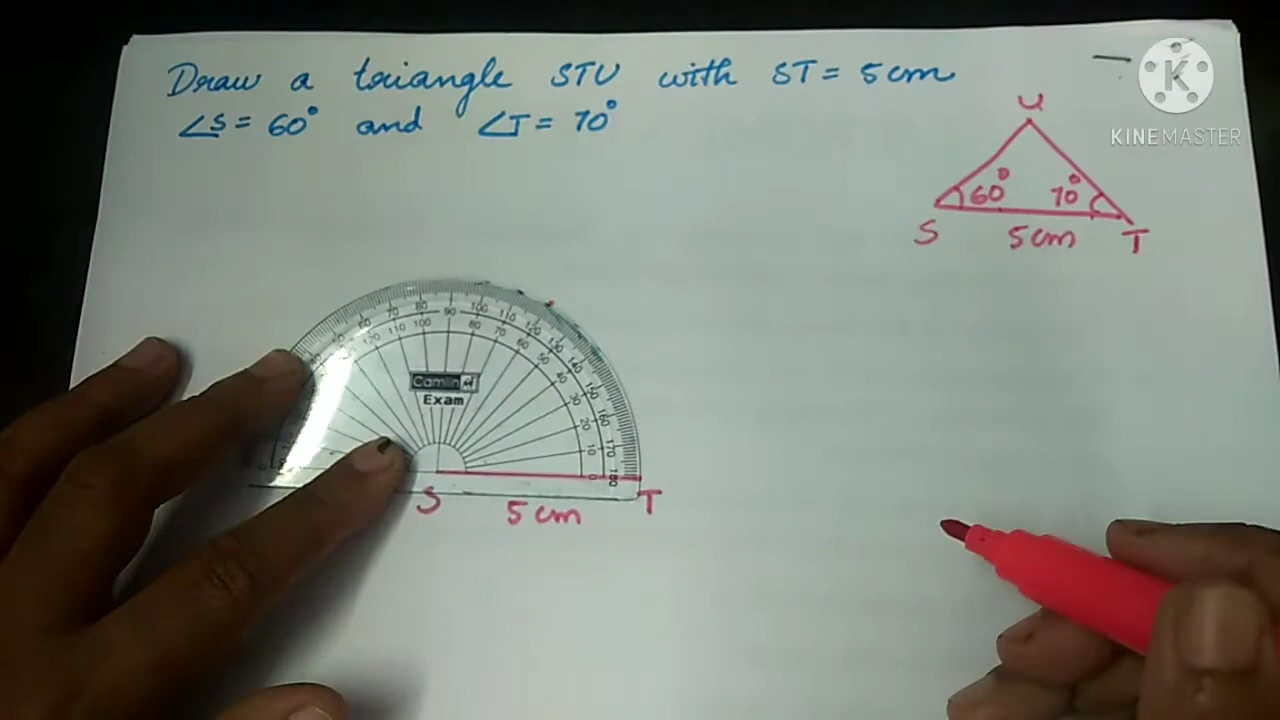 Draw a triangle STU with ST = 5 cm
∠S = 60° and ∠T = 70°
KINEMASTER
U
60° 70°
S 5 cm T
Camlin
Exam
S 5 cm T